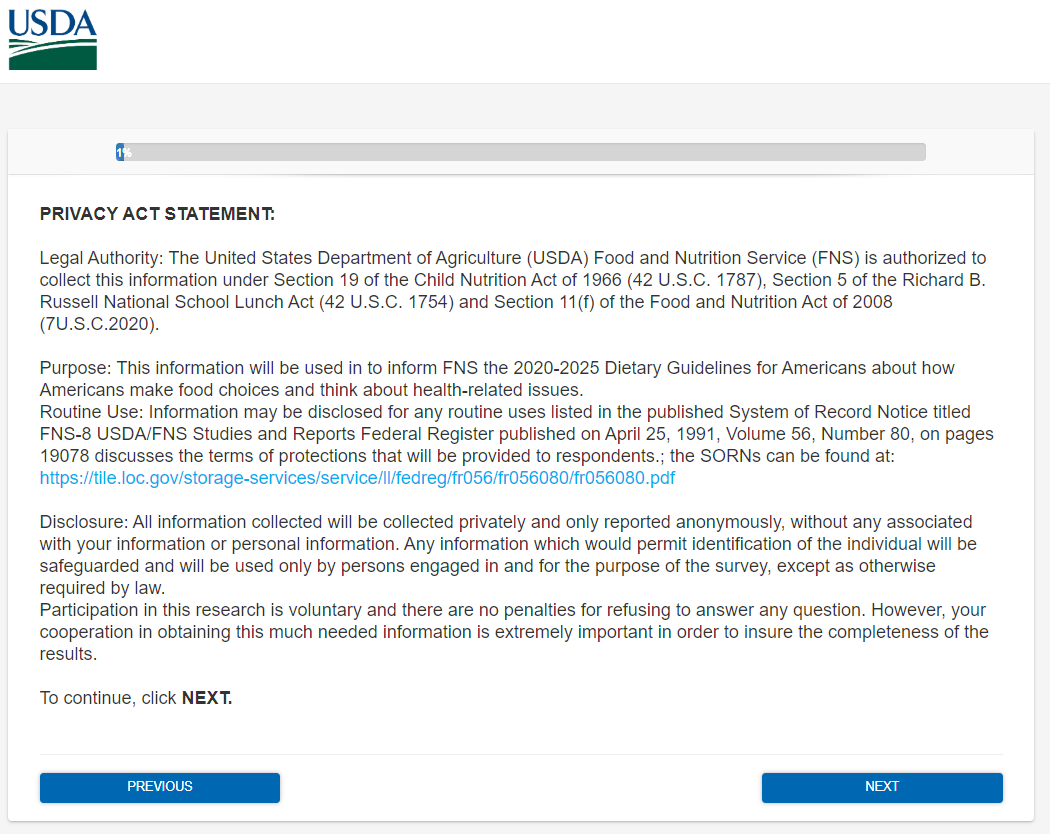 USDA
1%
PRIVACY ACT STATEMENT:
Legal Authority: The United States Department of Agriculture (USDA) Food and Nutrition Service (FNS) is authorized to
collect this information under Section 19 of the Child Nutrition Act of 1966 (42 U.S.C. 1787), Section 5 of the Richard B.
Russell National School Lunch Act (42 U.S.C. 1754) and Section 11(f) of the Food and Nutrition Act of 2008
(7U.S.C.2020).
Purpose: This information will be used in to inform FNS the 2020-2025 Dietary Guidelines for Americans about how
Americans make food choices and think about health-related issues.
Routine Use: Information may be disclosed for any routine uses listed in the published System of Record Notice titled
FNS-8 USDA/FNS Studies and Reports Federal Register published on April 25, 1991, Volume 56, Number 80, on pages
19078 discusses the terms of protections that will be provided to respondents.; the SORNs can be found at:
https://tile.loc.gov/storage-services/service/ll/fedreg/fr056/fr056080/fr056080.pdf
Disclosure: All information collected will be collected privately and only reported anonymously, without any associated
with your information or personal information. Any information which would permit identification of the individual will be
safeguarded and will be used only by persons engaged in and for the purpose of the survey, except as otherwise
required by law.
Participation in this research is voluntary and there are no penalties for refusing to answer any question. However, your
cooperation in obtaining this much needed information is extremely important in order to insure the completeness of the
results.
To continue, click NEXT.
PREVIOUS
NEXT